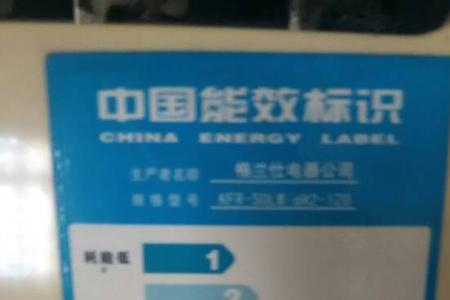 中国能效标识
CHINA ENERGY LABEL
生产者名称 格兰仕电器公司
规格型号
耗能低 1
2